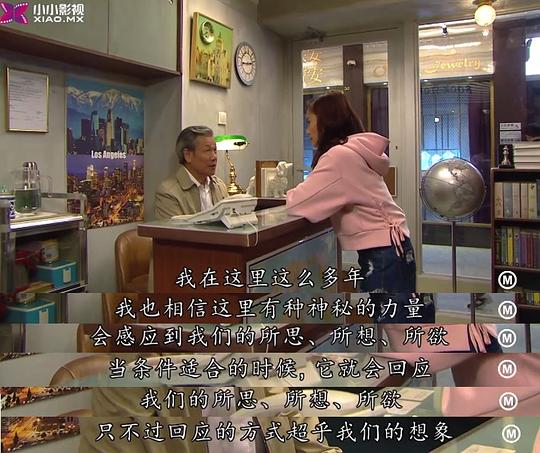 小小影视
XIAO.MX
Los Angeles
Jewelry
我在这里这么多年
M
我也相信这里有种神秘的力量
M
会感应到我们的所思、所想、所欲
M
当条件适合的时候, 它就会回应
M
我们的所思、所想、所欲
M
只不过回应的方式超乎我们的想象
M